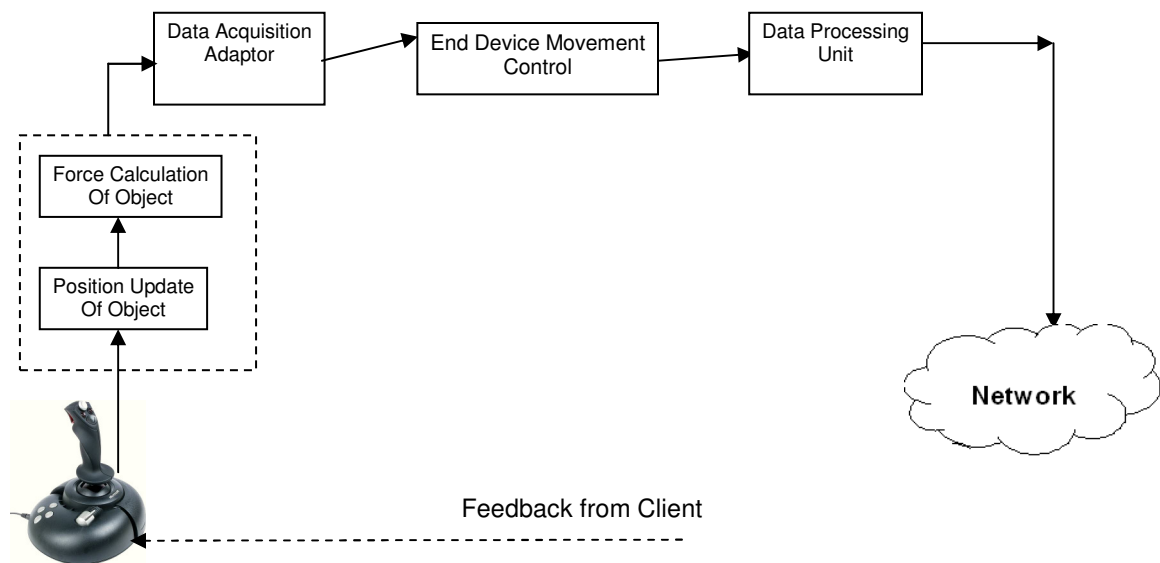 Data Acquisition
Adaptor
End Device Movement
Control
Data Processing
Unit
Force Calculation
Of Object
Position Update
Of Object
Network
Feedback from Client